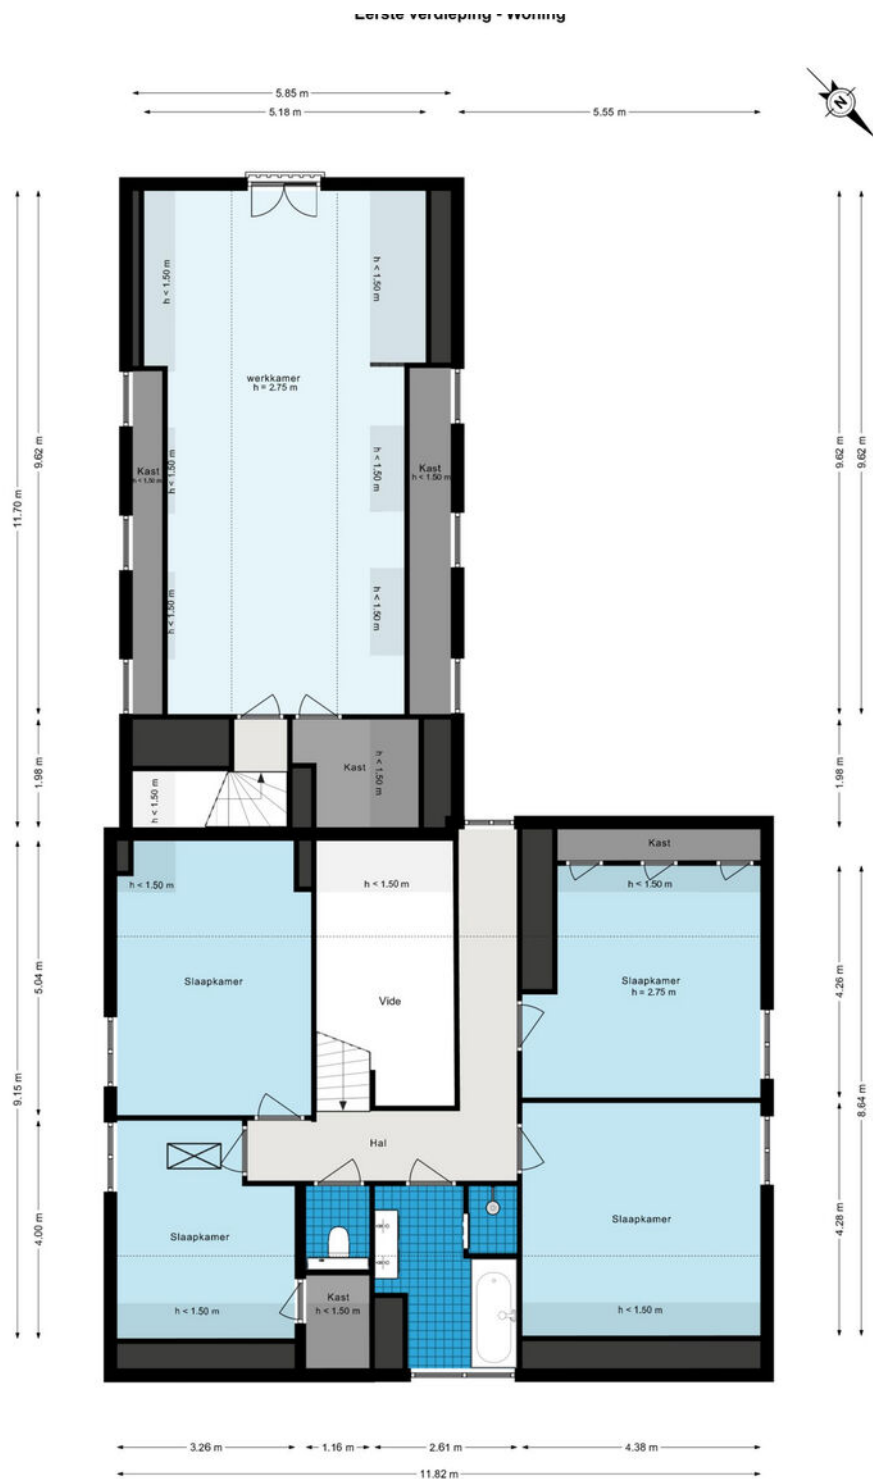 Eerste verdieping - Woning
5.85 m
5.18 m
5.55 m
N
h < 1.50 m
h < 1.50 m
werkkamer
h = 2.75 m
9.62 m
11.70 m
9.62 m
9.62 m
Kast
h < 1.50 m
h < 1.50 m
h < 1.50 m
Kast
h < 1.50 m
h < 1.50 m
h < 1.50 m
1.98 m
h < 1.50 m
Kast
h < 1.50 m
1.98 m
Kast
h < 1.50 m
h < 1.50 m
h < 1.50 m
5.04 m
Slaapkamer
Vide
Slaapkamer
h = 2.75 m
4.26 m
9.15 m
8.64 m
Hal
4.00 m
Slaapkamer
Slaapkamer
4.28 m
h < 1.50 m
Kast
h < 1.50 m
h < 1.50 m
3.26 m
1.16 m
2.61 m
4.38 m
11.82 m